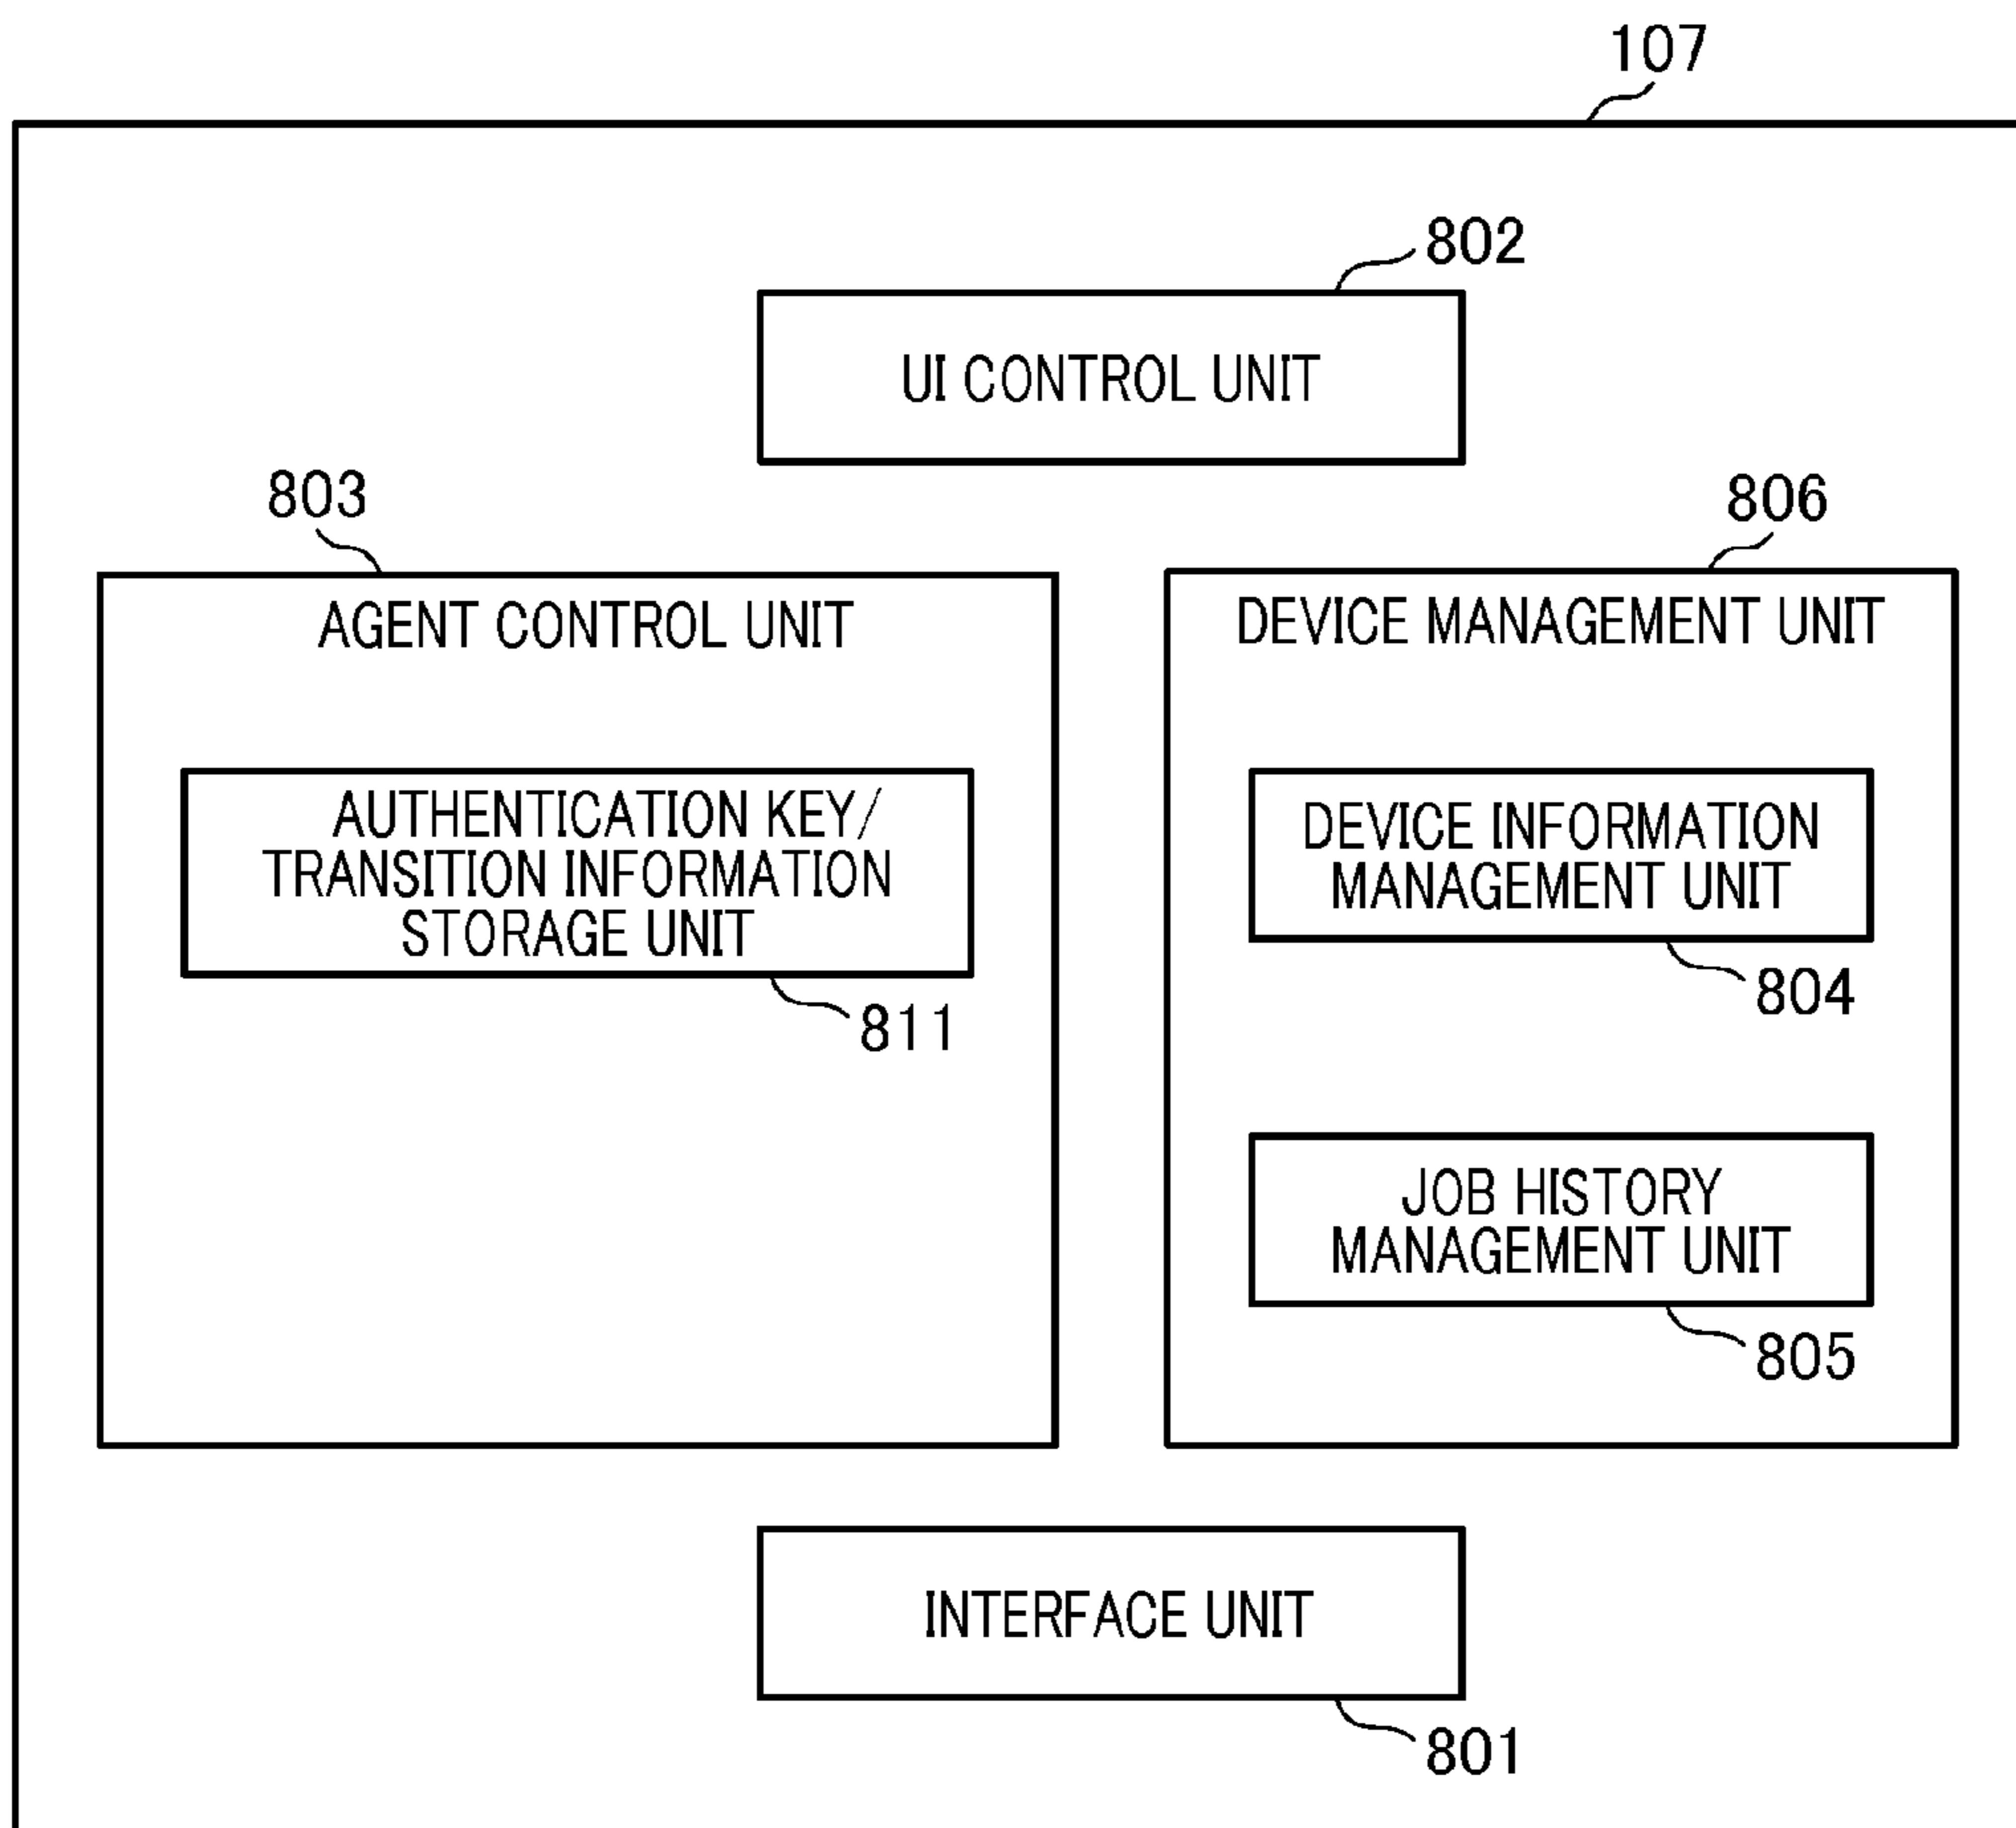 107
802
UI CONTROL UNIT
803
806
AGENT CONTROL UNIT
DEVICE MANAGEMENT UNIT
AUTHENTICATION KEY/
TRANSITION INFORMATION
STORAGE UNIT
811
DEVICE INFORMATION
MANAGEMENT UNIT
804
JOB HISTORY
MANAGEMENT UNIT
805
INTERFACE UNIT
801